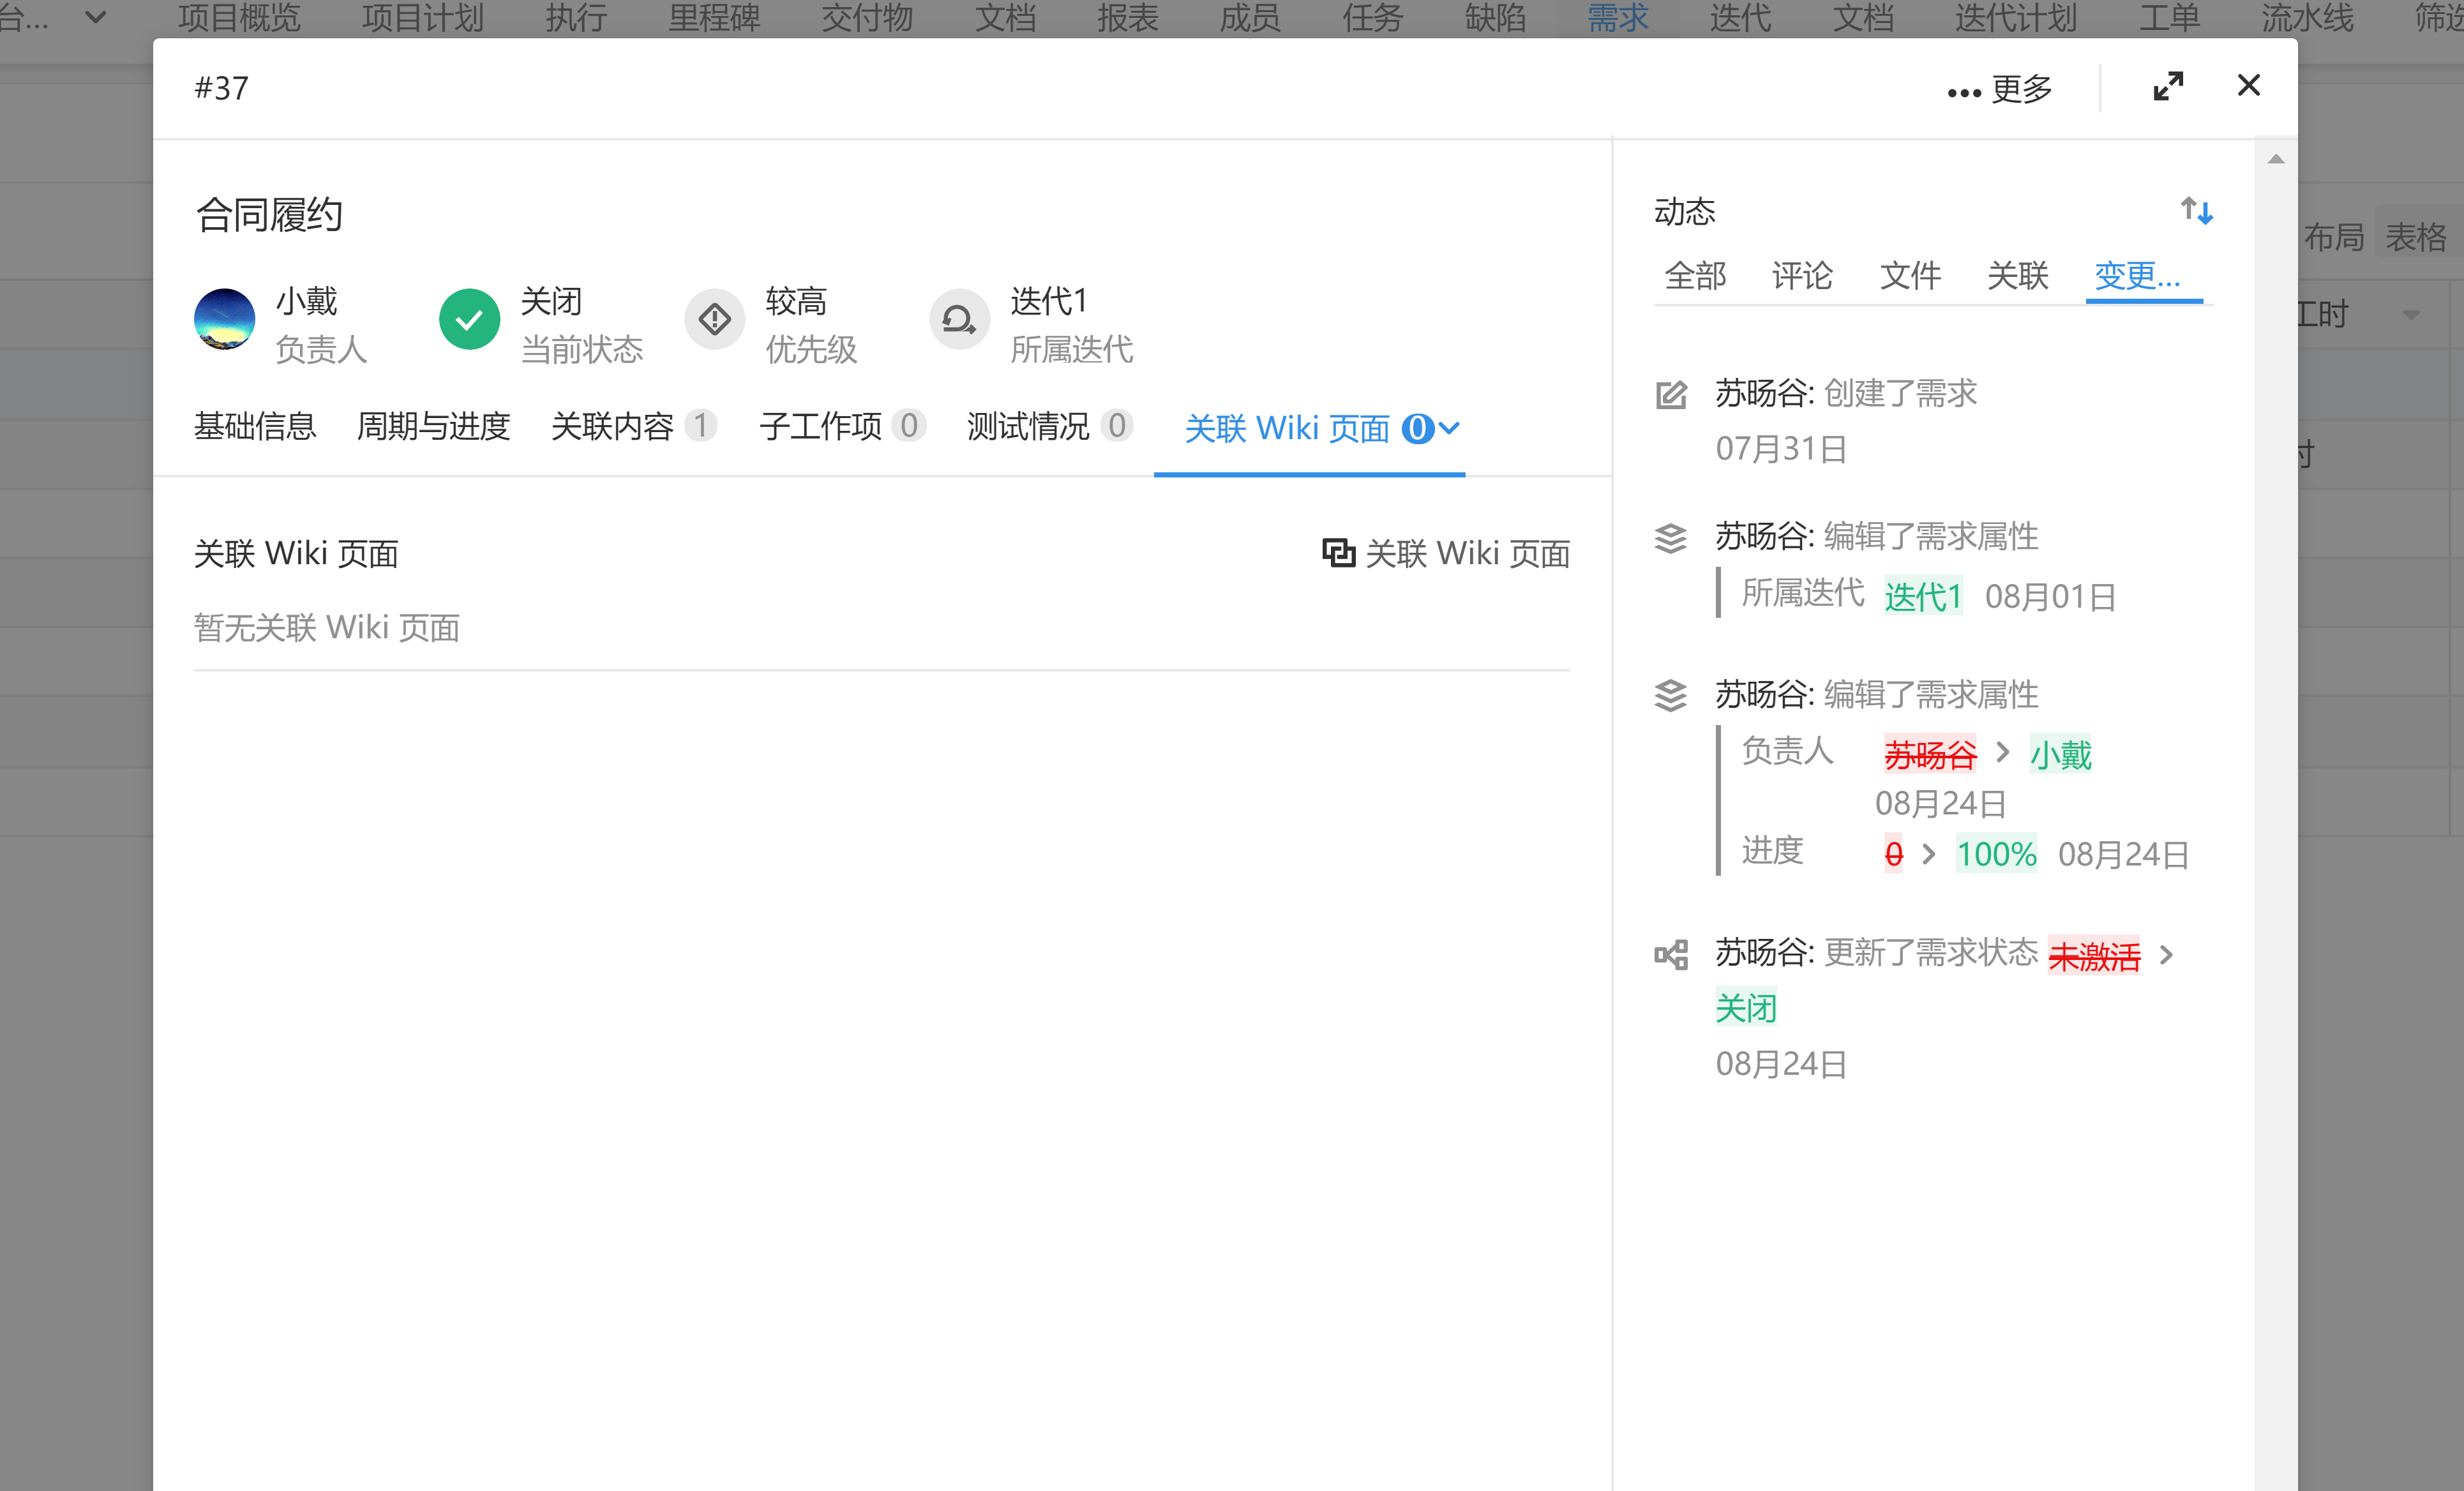 台... 项目概览 项目计划 执行 里程碑 交付物 文档 报表 成员 任务 缺陷 需求 迭代 文档 迭代计划 工单 流水线
#37 ••• 更多
合同履约
小戴 关闭 较高 迭代1
负责人 当前状态 优先级 所属迭代
基础信息 周期与进度 关联内容 1 子工作项 0 测试情况 0 关联 Wiki 页面 0
关联 Wiki 页面 关联 Wiki 页面
暂无关联 Wiki 页面
动态
全部 评论 文件 关联 变更...
苏旸谷: 创建了需求
07月31日
苏旸谷: 编辑了需求属性
所属迭代 迭代1 08月01日
苏旸谷: 编辑了需求属性
负责人 苏旸谷 > 小戴
08月24日
进度 0 > 100% 08月24日
苏旸谷: 更新了需求状态 未激活 >
关闭
08月24日
布局 表格
工时